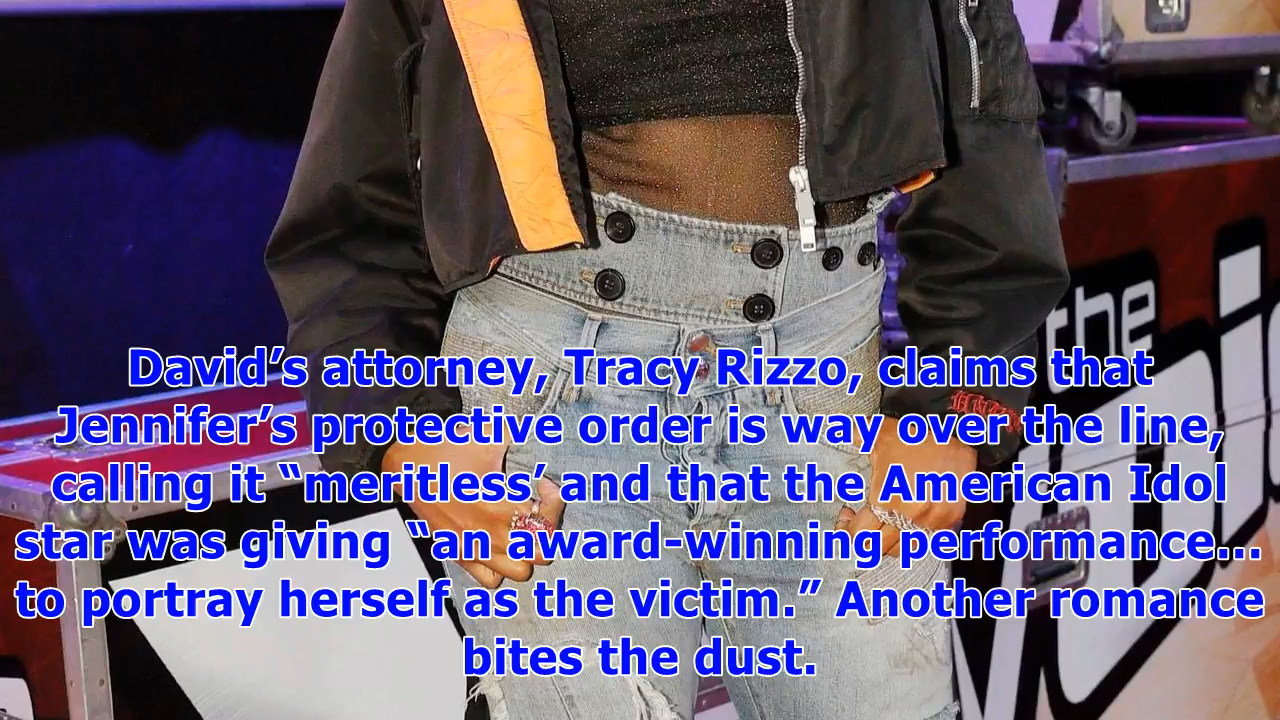 David’s attorney, Tracy Rizzo, claims that
Jennifer’s protective order is way over the line,
calling it “meritless’ and that the American Idol
star was giving “an award-winning performance...
to portray herself as the victim.” Another romance
bites the dust.
the